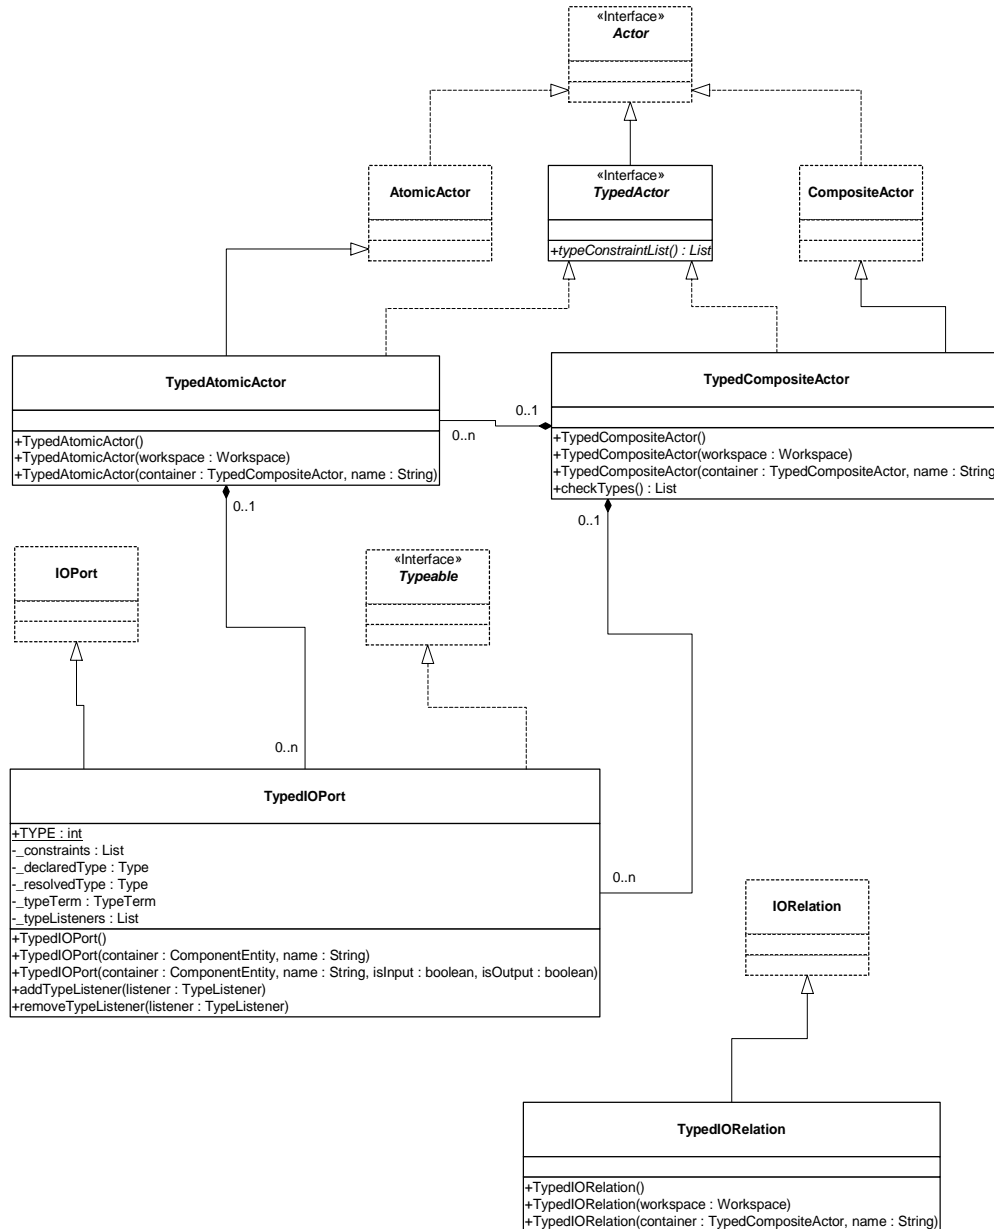 «Interface»
Actor
AtomicActor
«Interface»
TypedActor
+typeConstraintList() : List
CompositeActor
TypedAtomicActor
+TypedAtomicActor()
+TypedAtomicActor(workspace : Workspace)
+TypedAtomicActor(container : TypedCompositeActor, name : String)
0..n
0..1
TypedCompositeActor
+TypedCompositeActor()
+TypedCompositeActor(workspace : Workspace)
+TypedCompositeActor(container : TypedCompositeActor, name : String
+checkTypes() : List
0..1
0..1
IOPort
«Interface»
Typeable
0..n
TypedIOPort
+TYPE : int
-_constraints : List
-_declaredType : Type
-_resolvedType : Type
-_typeTerm : TypeTerm
-_typeListeners : List
+TypedIOPort()
+TypedIOPort(container : ComponentEntity, name : String)
+TypedIOPort(container : ComponentEntity, name : String, isInput : boolean, isOutput : boolean)
+addTypeListener(listener : TypeListener)
+removeTypeListener(listener : TypeListener)
0..n
IORelation
TypedIORelation
+TypedIORelation()
+TypedIORelation(workspace : Workspace)
+TypedIORelation(container : TypedCompositeActor, name : String)